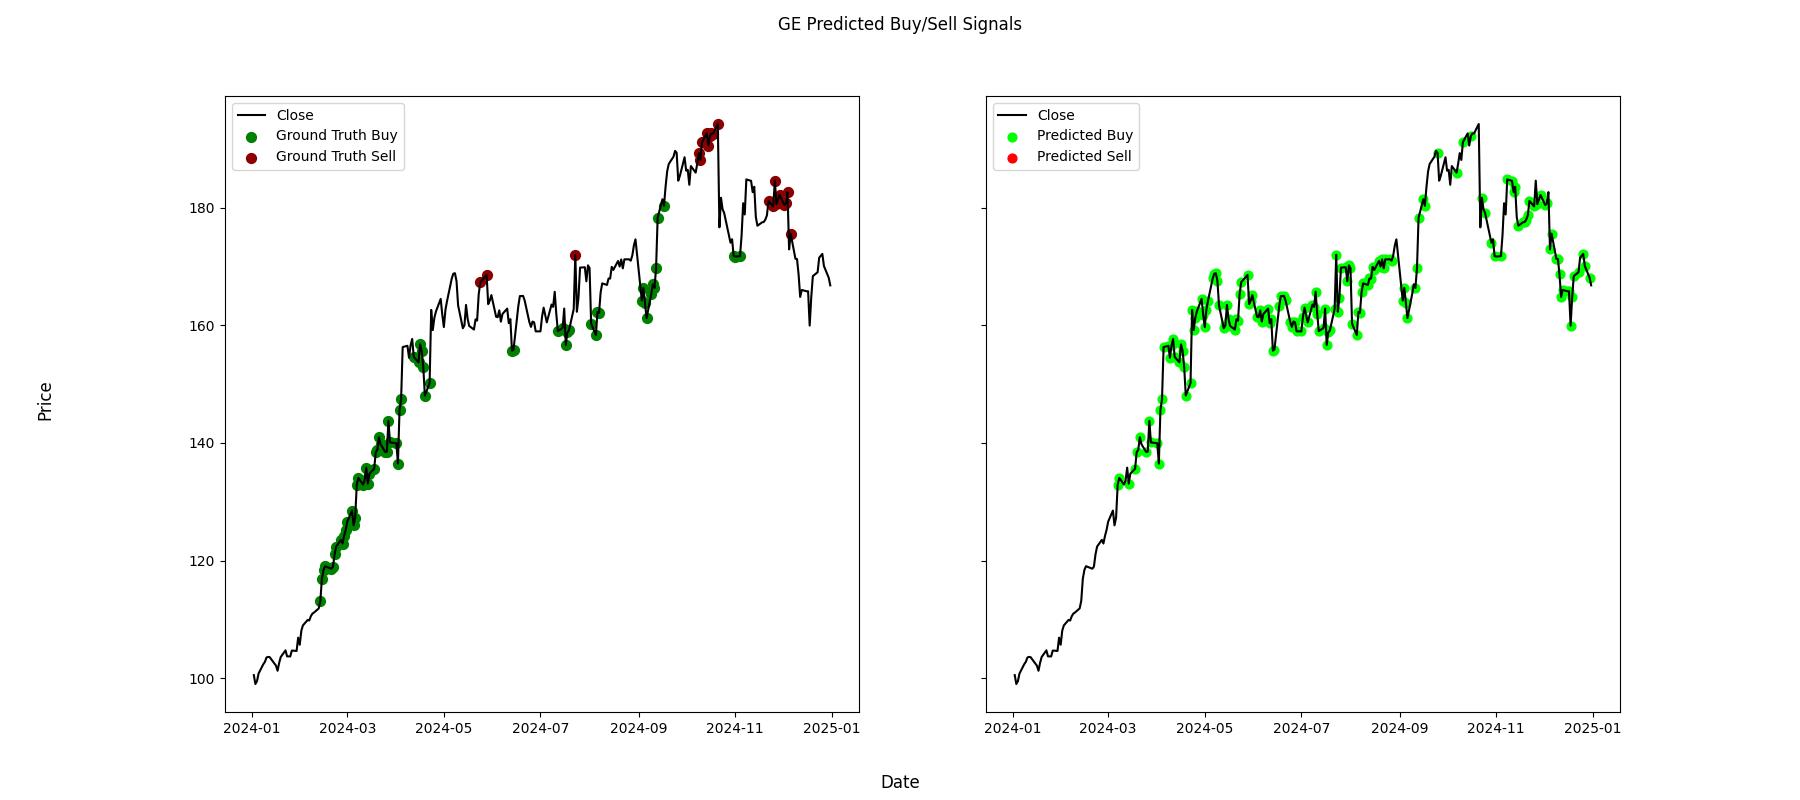 GE Predicted Buy/Sell Signals
Close
Ground Truth Buy
Ground Truth Sell
Close
Predicted Buy
Predicted Sell
180
160
140
120
100
2024-01 2024-03 2024-05 2024-07 2024-09 2024-11 2025-01
2024-01 2024-03 2024-05 2024-07 2024-09 2024-11 2025-01
Price
Date